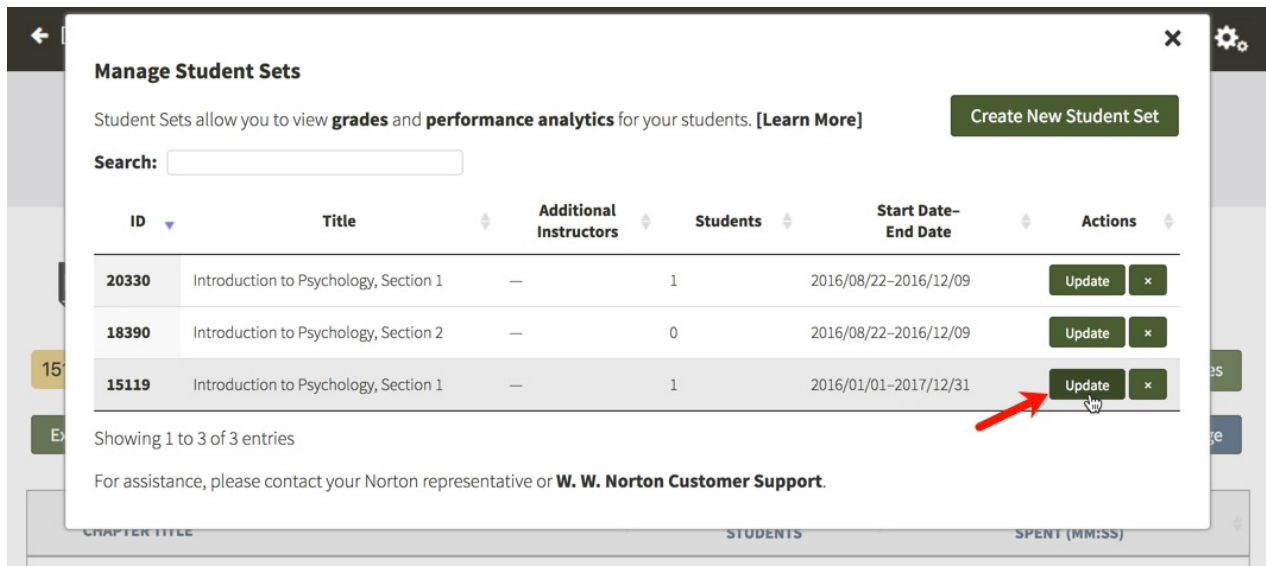 Manage Student Sets
Student Sets allow you to view grades and performance analytics for your students. [Learn More]
Create New Student Set
Search:
ID Title Additional Instructors Students Start Date– End Date Actions
20330 Introduction to Psychology, Section 1 — 1 2016/08/22–2016/12/09 Update ×
18390 Introduction to Psychology, Section 2 — 0 2016/08/22–2016/12/09 Update ×
15119 Introduction to Psychology, Section 1 — 1 2016/01/01–2017/12/31 Update ×
Showing 1 to 3 of 3 entries
For assistance, please contact your Norton representative or W. W. Norton Customer Support.
CHAPTER TITLE STUDENTS SPENT (MM:SS)